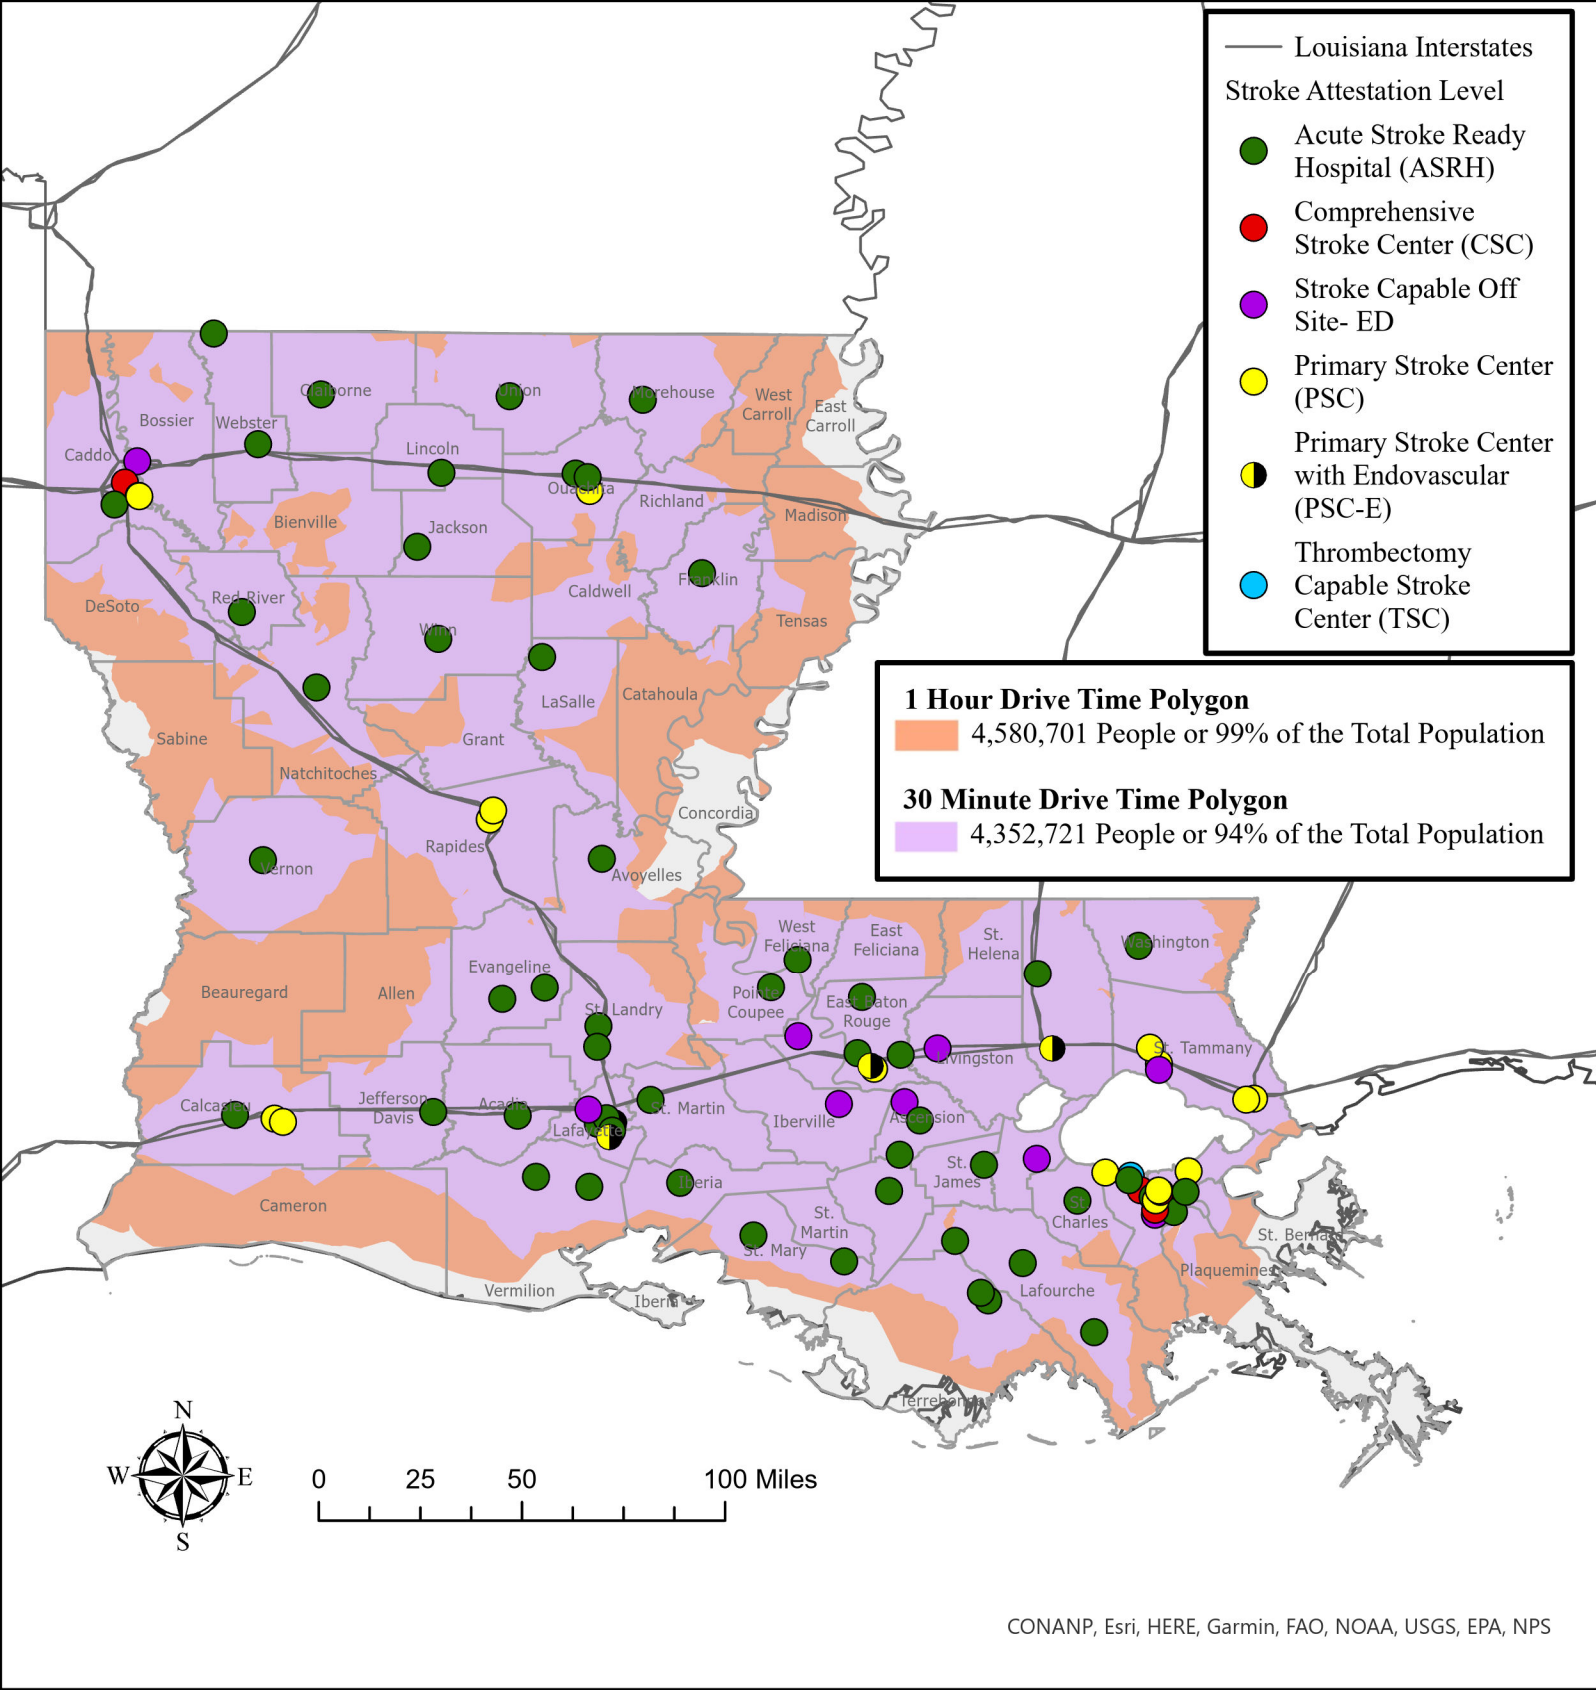 Louisiana Interstates
Stroke Attestation Level
Acute Stroke Ready
Hospital (ASRH)
Comprehensive
Stroke Center (CSC)
Stroke Capable Off
Site- ED
Primary Stroke Center
(PSC)
Primary Stroke Center
with Endovascular
(PSC-E)
Thrombectomy
Capable Stroke
Center (TSC)
1 Hour Drive Time Polygon
4,580,701 People or 99% of the Total Population
30 Minute Drive Time Polygon
4,352,721 People or 94% of the Total Population
Claiborne
Union
Morehouse
West
Carroll
East
Carroll
Bossier
Webster
Caddo
Lincoln
Ouachita
Richland
Madison
Bienville
Jackson
Franklin
Caldwell
DeSoto
Red River
Winn
Tensas
LaSalle
Catahoula
Sabine
Grant
Natchitoches
Concordia
Rapides
Vernon
Avoyelles
West
Feliciana
East
Feliciana
St.
Helena
Washington
Beauregard
Allen
Evangeline
St. Landry
Pointe
Coupee
East Baton
Rouge
Livingston
St. Tammany
Calcasieu
Jefferson
Davis
Acadia
Lafayette
St. Martin
Iberville
Ascension
Cameron
Iberia
St.
James
St.
Charles
St.
Martin
St. Mary
St. Bernard
Plaquemines
Vermilion
Iberia
Lafourche
Terrebonne
N
W
E
S
0
25
50
100 Miles
CONANP, Esri, HERE, Garmin, FAO, NOAA, USGS, EPA, NPS